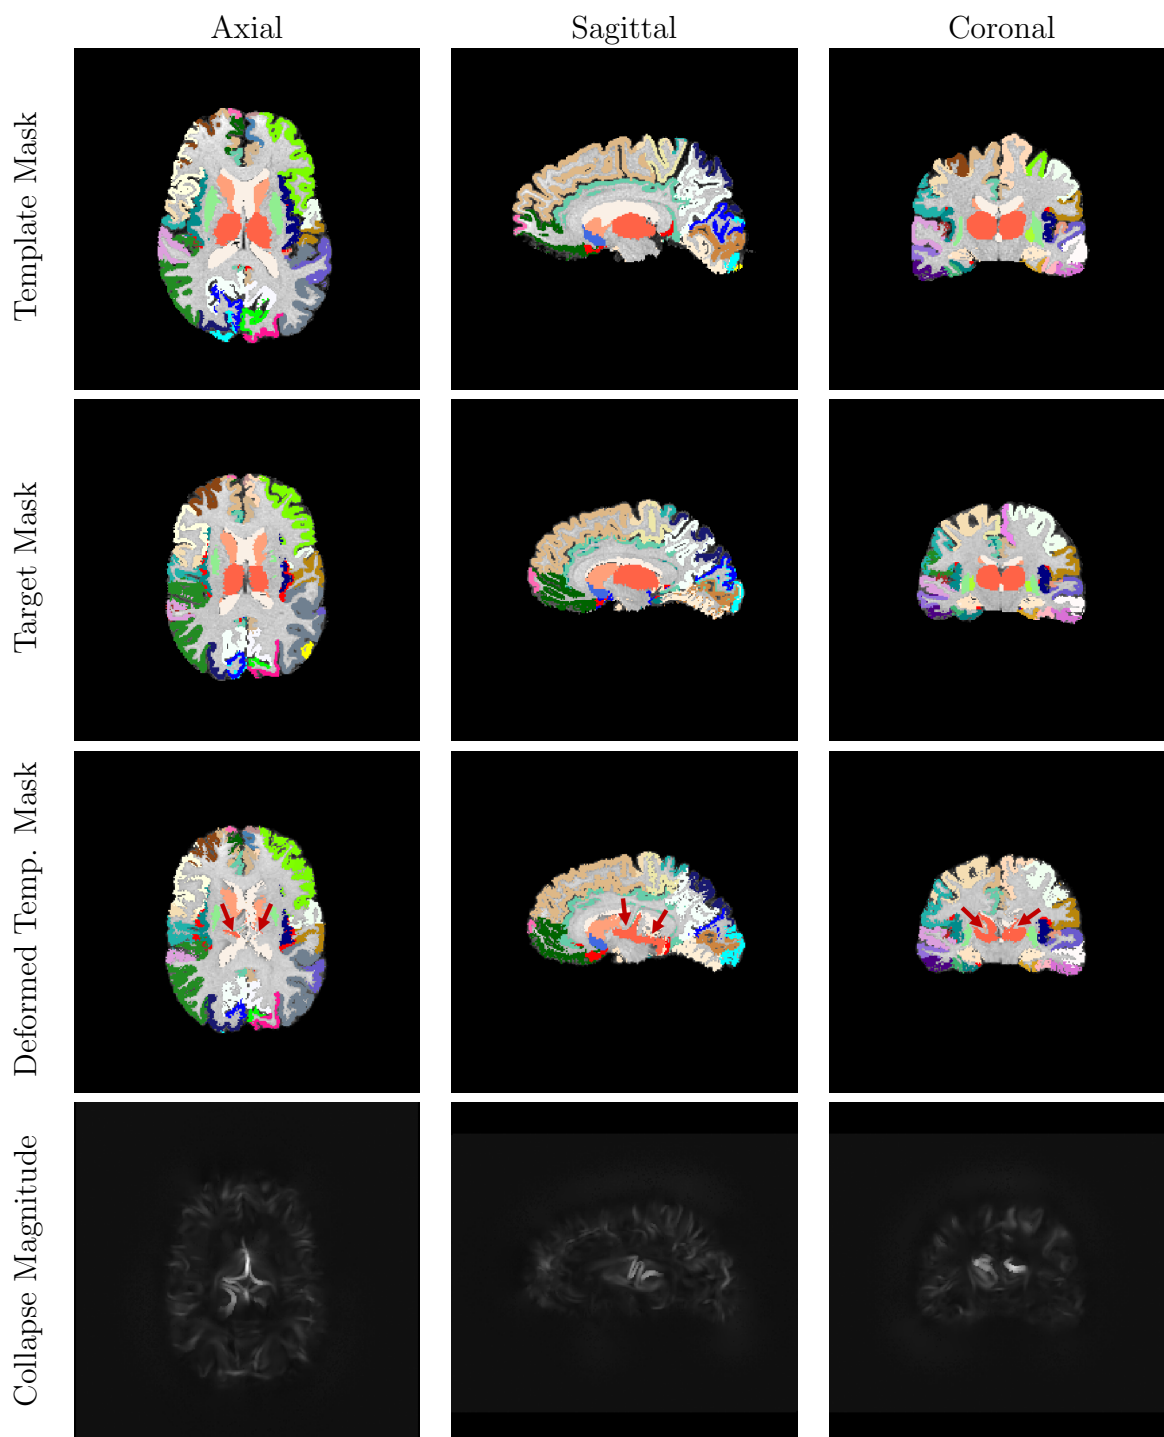 Axial
Sagittal
Coronal
Template Mask
Target Mask
Deformed Temp. Mask
Collapse Magnitude